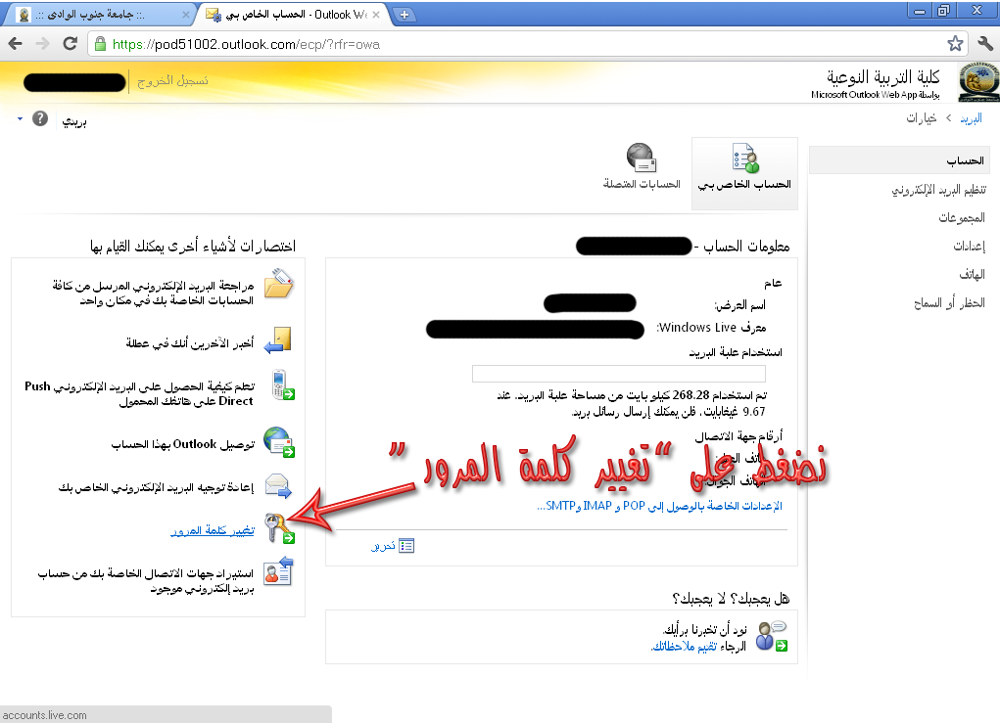 .:: جامعة جنوب الوادى ::.
الحساب الخاص بي - Outlook We
https://pod51002.outlook.com/ecp/?rfr=owa
كلية التربية النوعية
بواسطة Microsoft Outlook Web App
تسجيل الخروج
البريد > خيارات
بريدي
الحساب
تنظيم البريد الإلكتروني
المجموعات
إعدادات
الهاتف
الحظر أو السماح
الحساب الخاص بي
الحسابات المتصلة
معلومات الحساب -
عام
اسم العرض:
معرف Windows Live:
استخدام علبة البريد
تم استخدام 268.28 كيلو بايت من مساحة علبة البريد. عند
9.67 غيغابايت، فلن يمكنك إرسال رسائل بريد.
أرقام جهة الاتصال
هاتف العمل:
الهاتف الجوال:
نضغط على “تغيير كلمة المرور”
الإعدادات الخاصة بالوصول إلى POP و IMAP وSMTP...
تحرير
هل يعجبك؟ لا يعجبك؟
نود أن تخبرنا برأيك.
الرجاء تقيم ملاحظاتك.
اختصارات لأشياء أخرى يمكنك القيام بها
مراجعة البريد الإلكتروني المرسل من كافة
الحسابات الخاصة بك في مكان واحد
أخبر الآخرين أنك في عطلة
تعلم كيفية الحصول على البريد الإلكتروني Push
Direct على هاتفك المحمول
توصيل Outlook بهذا الحساب
إعادة توجيه البريد الإلكتروني الخاص بك
تغيير كلمة المرور
استيراد جهات الاتصال الخاصة بك من حساب
بريد إلكتروني موجود
accounts.live.com